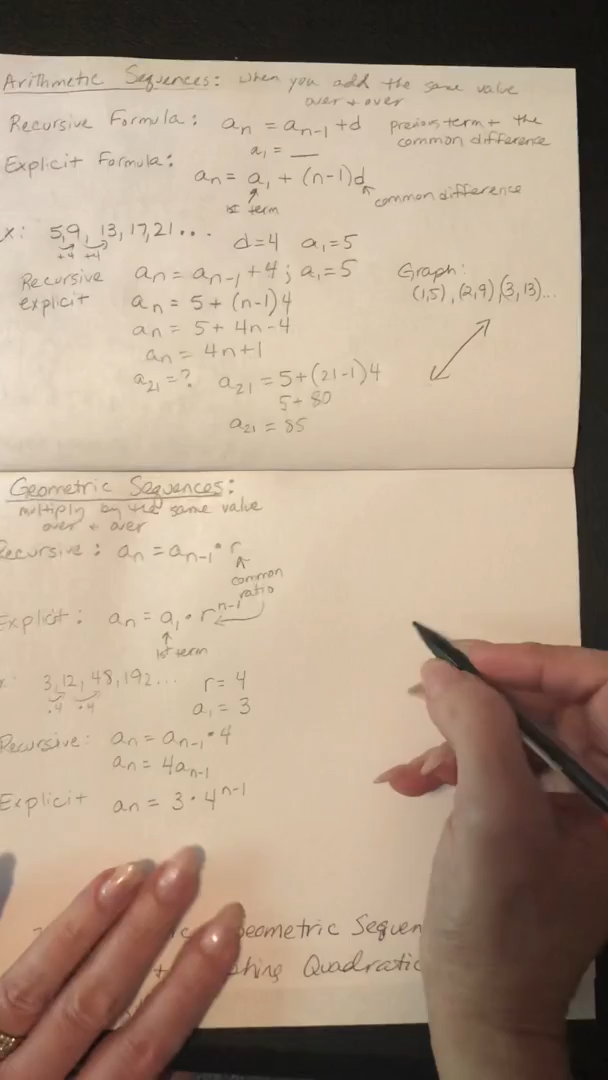 Arithmetic Sequences: when you add the same value
over + over
Recursive Formula: aₙ = aₙ₋₁ + d previous term + the
a₁ = __ common difference
Explicit Formula:
aₙ = a₁ + (n-1)d
1st term common difference
x: 5, 9, 13, 17, 21...
+4 +4 d=4 a₁=5
Recursive aₙ = aₙ₋₁ + 4 ; a₁ = 5 Graph:
explicit aₙ = 5 + (n-1)4 (1,5), (2,9), (3,13)...
aₙ = 5 + 4n - 4
aₙ = 4n+1
a₂₁ = ? a₂₁ = 5 + (21-1)4
5 + 80
a₂₁ = 85
Geometric Sequences:
multiply by the same value
over + over
Recursive: aₙ = aₙ₋₁ · r
common
ratio
Explicit: aₙ = a₁ · rⁿ⁻¹
1st term
: 3, 12, 48, 192... r = 4
·4 ·4 a₁ = 3
Recursive: aₙ = aₙ₋₁ · 4
aₙ = 4aₙ₋₁
Explicit aₙ = 3 · 4ⁿ⁻¹
ic Geometric Sequen
+ hing Quadratic